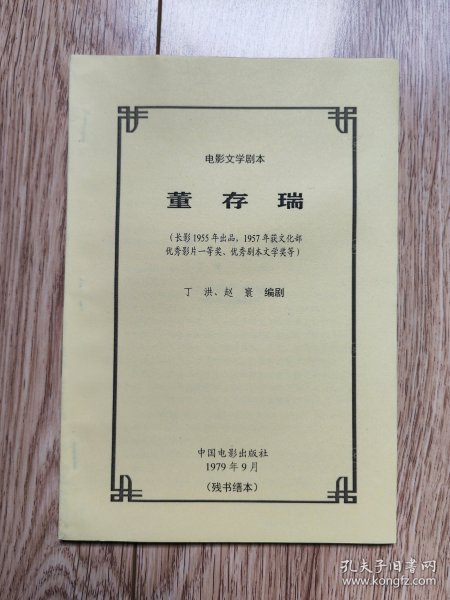 电影文学剧本
董存瑞
（长影1955年出品，1957年获文化部
优秀影片一等奖、优秀剧本文学奖等）
丁洪、赵寰 编剧
中国电影出版社
1979年9月
（残书缮本）
孔夫子旧书网
www.kongfz.com